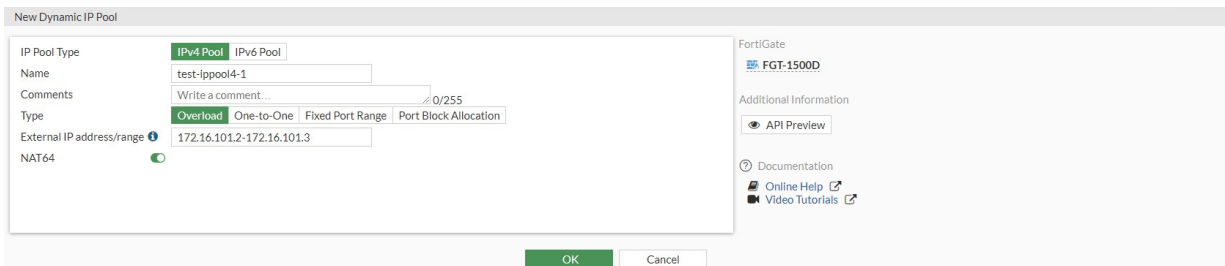 New Dynamic IP Pool
IP Pool Type IPv4 Pool IPv6 Pool
Name test-ippool4-1
Comments Write a comment... 0/255
Type Overload One-to-One Fixed Port Range Port Block Allocation
External IP address/range 172.16.101.2-172.16.101.3
NAT64
OK Cancel
FortiGate
FGT-1500D
Additional Information
API Preview
Documentation
Online Help
Video Tutorials